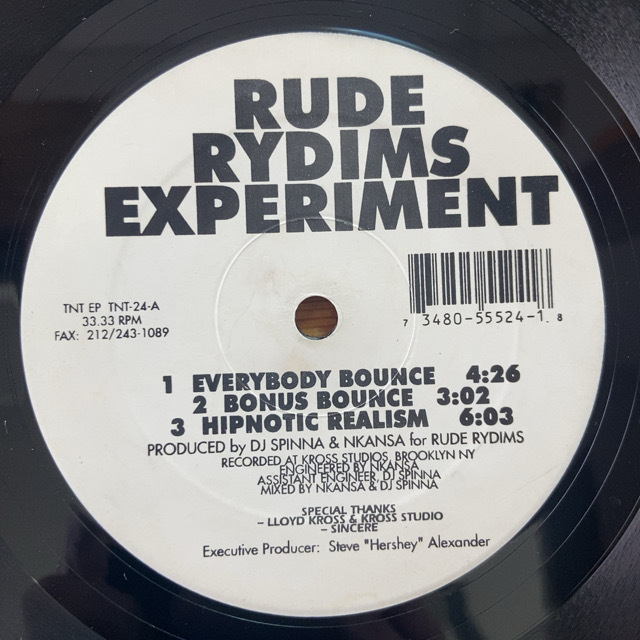 RUDE
RYDIMS
EXPERIMENT
TNT EP TNT-24-A
33.33 RPM
FAX: 212/243-1089
7 3480-55524-1. 8
1 EVERYBODY BOUNCE 4:26
2 BONUS BOUNCE 3:02
3 HIPNOTIC REALISM 6:03
PRODUCED by DJ SPINNA & NKANSA for RUDE RYDIMS
RECORDED AT KROSS STUDIOS, BROOKLYN NY
ENGINEERED BY NKANSA
ASSISTANT ENGINEER, DJ SPINNA
MIXED BY NKANSA & DJ SPINNA
SPECIAL THANKS
– LLOYD KROSS & KROSS STUDIO
– SINCERE
Executive Producer: Steve "Hershey" Alexander